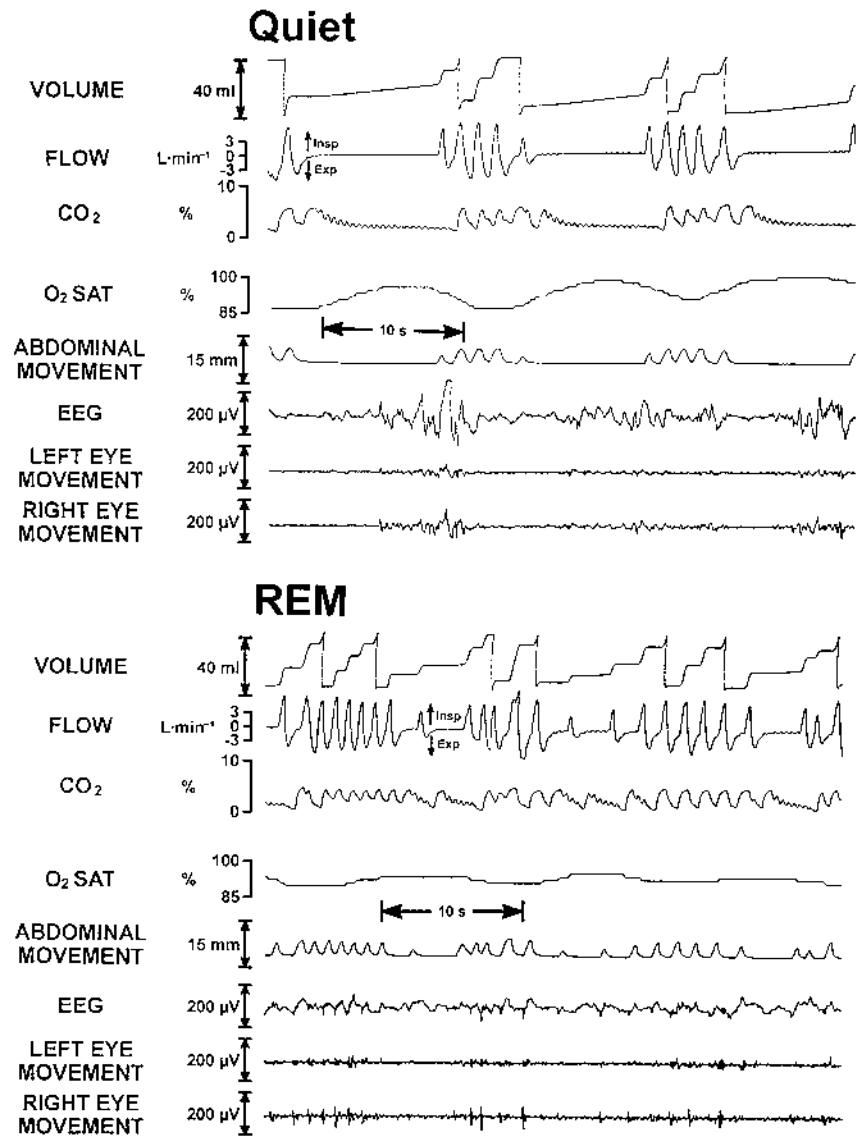 Quiet
VOLUME 40 ml
FLOW L·min⁻¹ 3 0 -3 Insp Exp
CO₂ % 10 0
O₂ SAT % 100 85
10 s
ABDOMINAL MOVEMENT 15 mm
EEG 200 µV
LEFT EYE MOVEMENT 200 µV
RIGHT EYE MOVEMENT 200 µV
REM
VOLUME 40 ml
FLOW L·min⁻¹ 3 0 -3 Insp Exp
CO₂ % 10 0
O₂ SAT % 100 85
10 s
ABDOMINAL MOVEMENT 15 mm
EEG 200 µV
LEFT EYE MOVEMENT 200 µV
RIGHT EYE MOVEMENT 200 µV